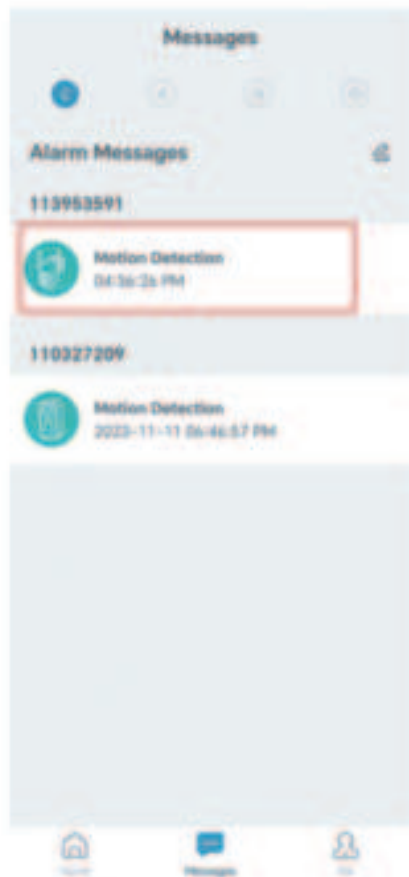 Messages
Alarm Messages
113953591
Motion Detection
04:56:26 PM
110327209
Motion Detection
2023-11-11 06:46:57 PM
Messages